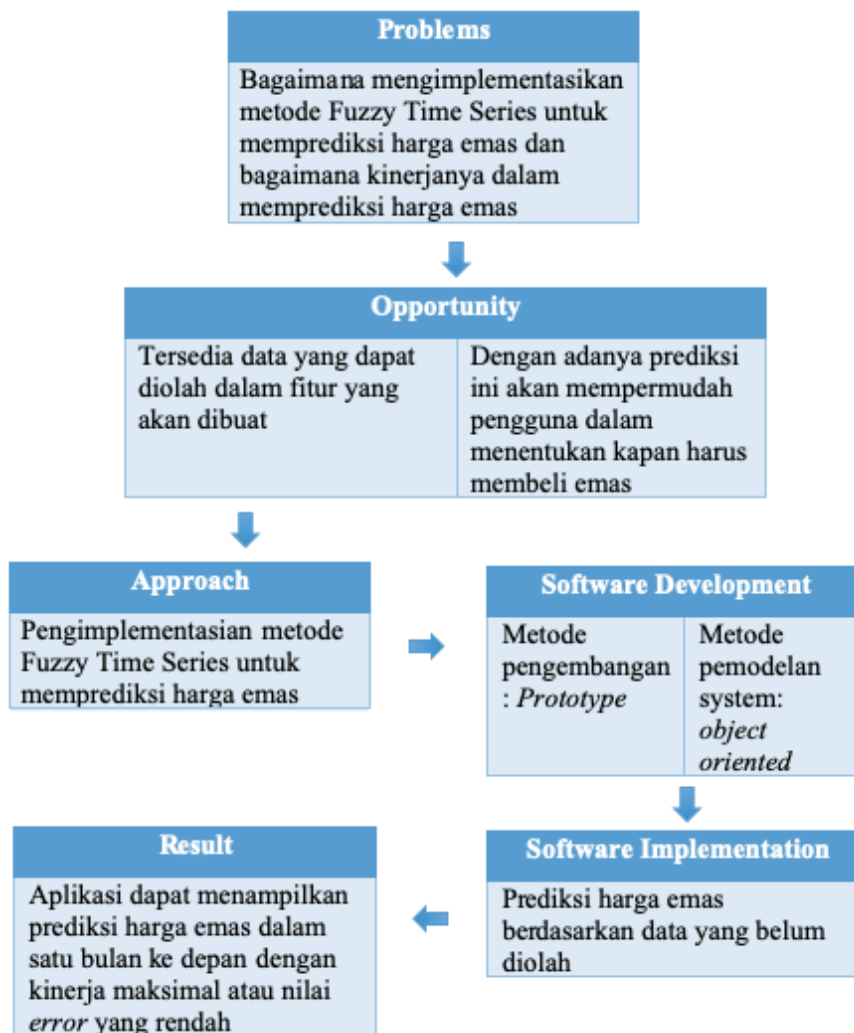 Problems
Bagaimana mengimplementasikan
metode Fuzzy Time Series untuk
memprediksi harga emas dan
bagaimana kinerjanya dalam
memprediksi harga emas
Opportunity
Tersedia data yang dapat
diolah dalam fitur yang
akan dibuat
Dengan adanya prediksi
ini akan mempermudah
pengguna dalam
menentukan kapan harus
membeli emas
Approach
Pengimplementasian metode
Fuzzy Time Series untuk
memprediksi harga emas
Software Development
Metode
pengembangan
: Prototype
Metode
pemodelan
system:
object
oriented
Software Implementation
Prediksi harga emas
berdasarkan data yang belum
diolah
Result
Aplikasi dapat menampilkan
prediksi harga emas dalam
satu bulan ke depan dengan
kinerja maksimal atau nilai
error yang rendah